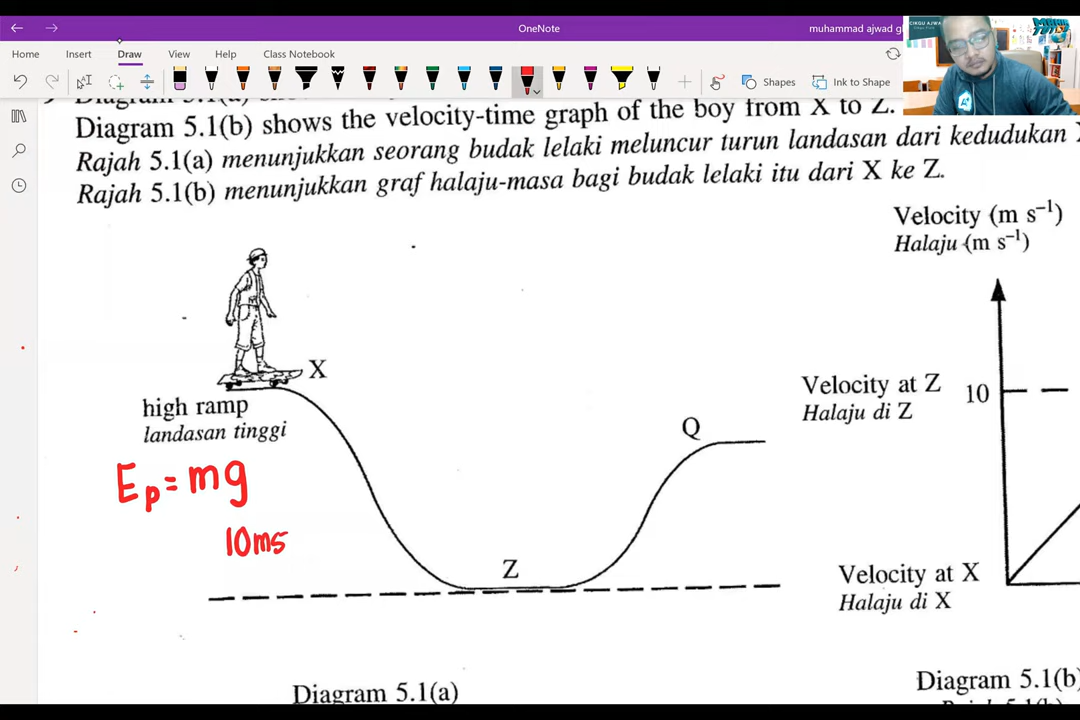 OneNote
muhammad ajwad gh
Home Insert Draw View Help Class Notebook
Shapes Ink to Shape
Diagram 5.1(b) shows the velocity-time graph of the boy from X to Z.
Rajah 5.1(a) menunjukkan seorang budak lelaki meluncur turun landasan dari kedudukan
Rajah 5.1(b) menunjukkan graf halaju-masa bagi budak lelaki itu dari X ke Z.
Velocity (m s⁻¹)
Halaju (m s⁻¹)
X
high ramp
landasan tinggi
Velocity at Z 10
Halaju di Z
Q
Ep = mg
10ms
Z
Velocity at X
Halaju di X
Diagram 5.1(a)
Diagram 5.1(b)